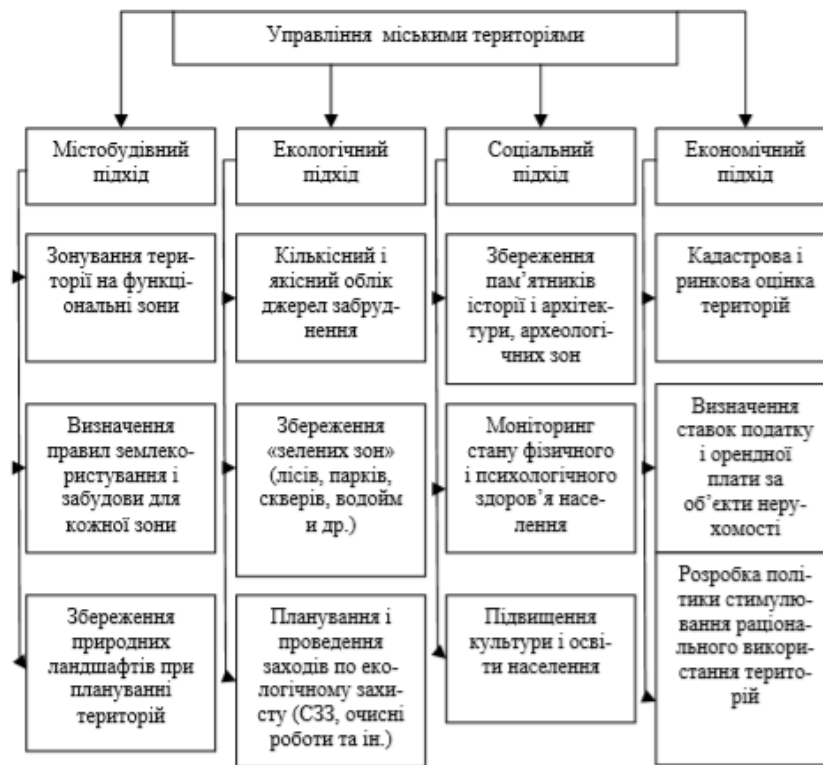 Управління міськими територіями
Містобудівний
підхід
Зонування тери-
торії на функці-
ональні зони
Визначення
правил землеко-
ристування і
забудови для
кожної зони
Збереження
природних
ландшафтів при
плануванні
територій
Екологічний
підхід
Кількісний і
якісний облік
джерел забруд-
нення
Збереження
«зелених зон»
(лісів, парків,
скверів, водойм
и др.)
Планування і
проведення
заходів по еко-
логічному захи-
сту (СЗЗ, очисні
роботи та ін.)
Соціальний
підхід
Збереження
пам’ятників
історії і архітек-
тури, археологі-
чних зон
Моніторинг
стану фізичного
і психологічного
здоров’я насе-
лення
Підвищення
культури і осві-
ти населення
Економічний
підхід
Кадастрова і
ринкова оцінка
територій
Визначення
ставок податку
і орендної
плати за
об’єкти неру-
хомості
Розробка полі-
тики стимулю-
вання раціона-
льного викори-
стання терито-
рій